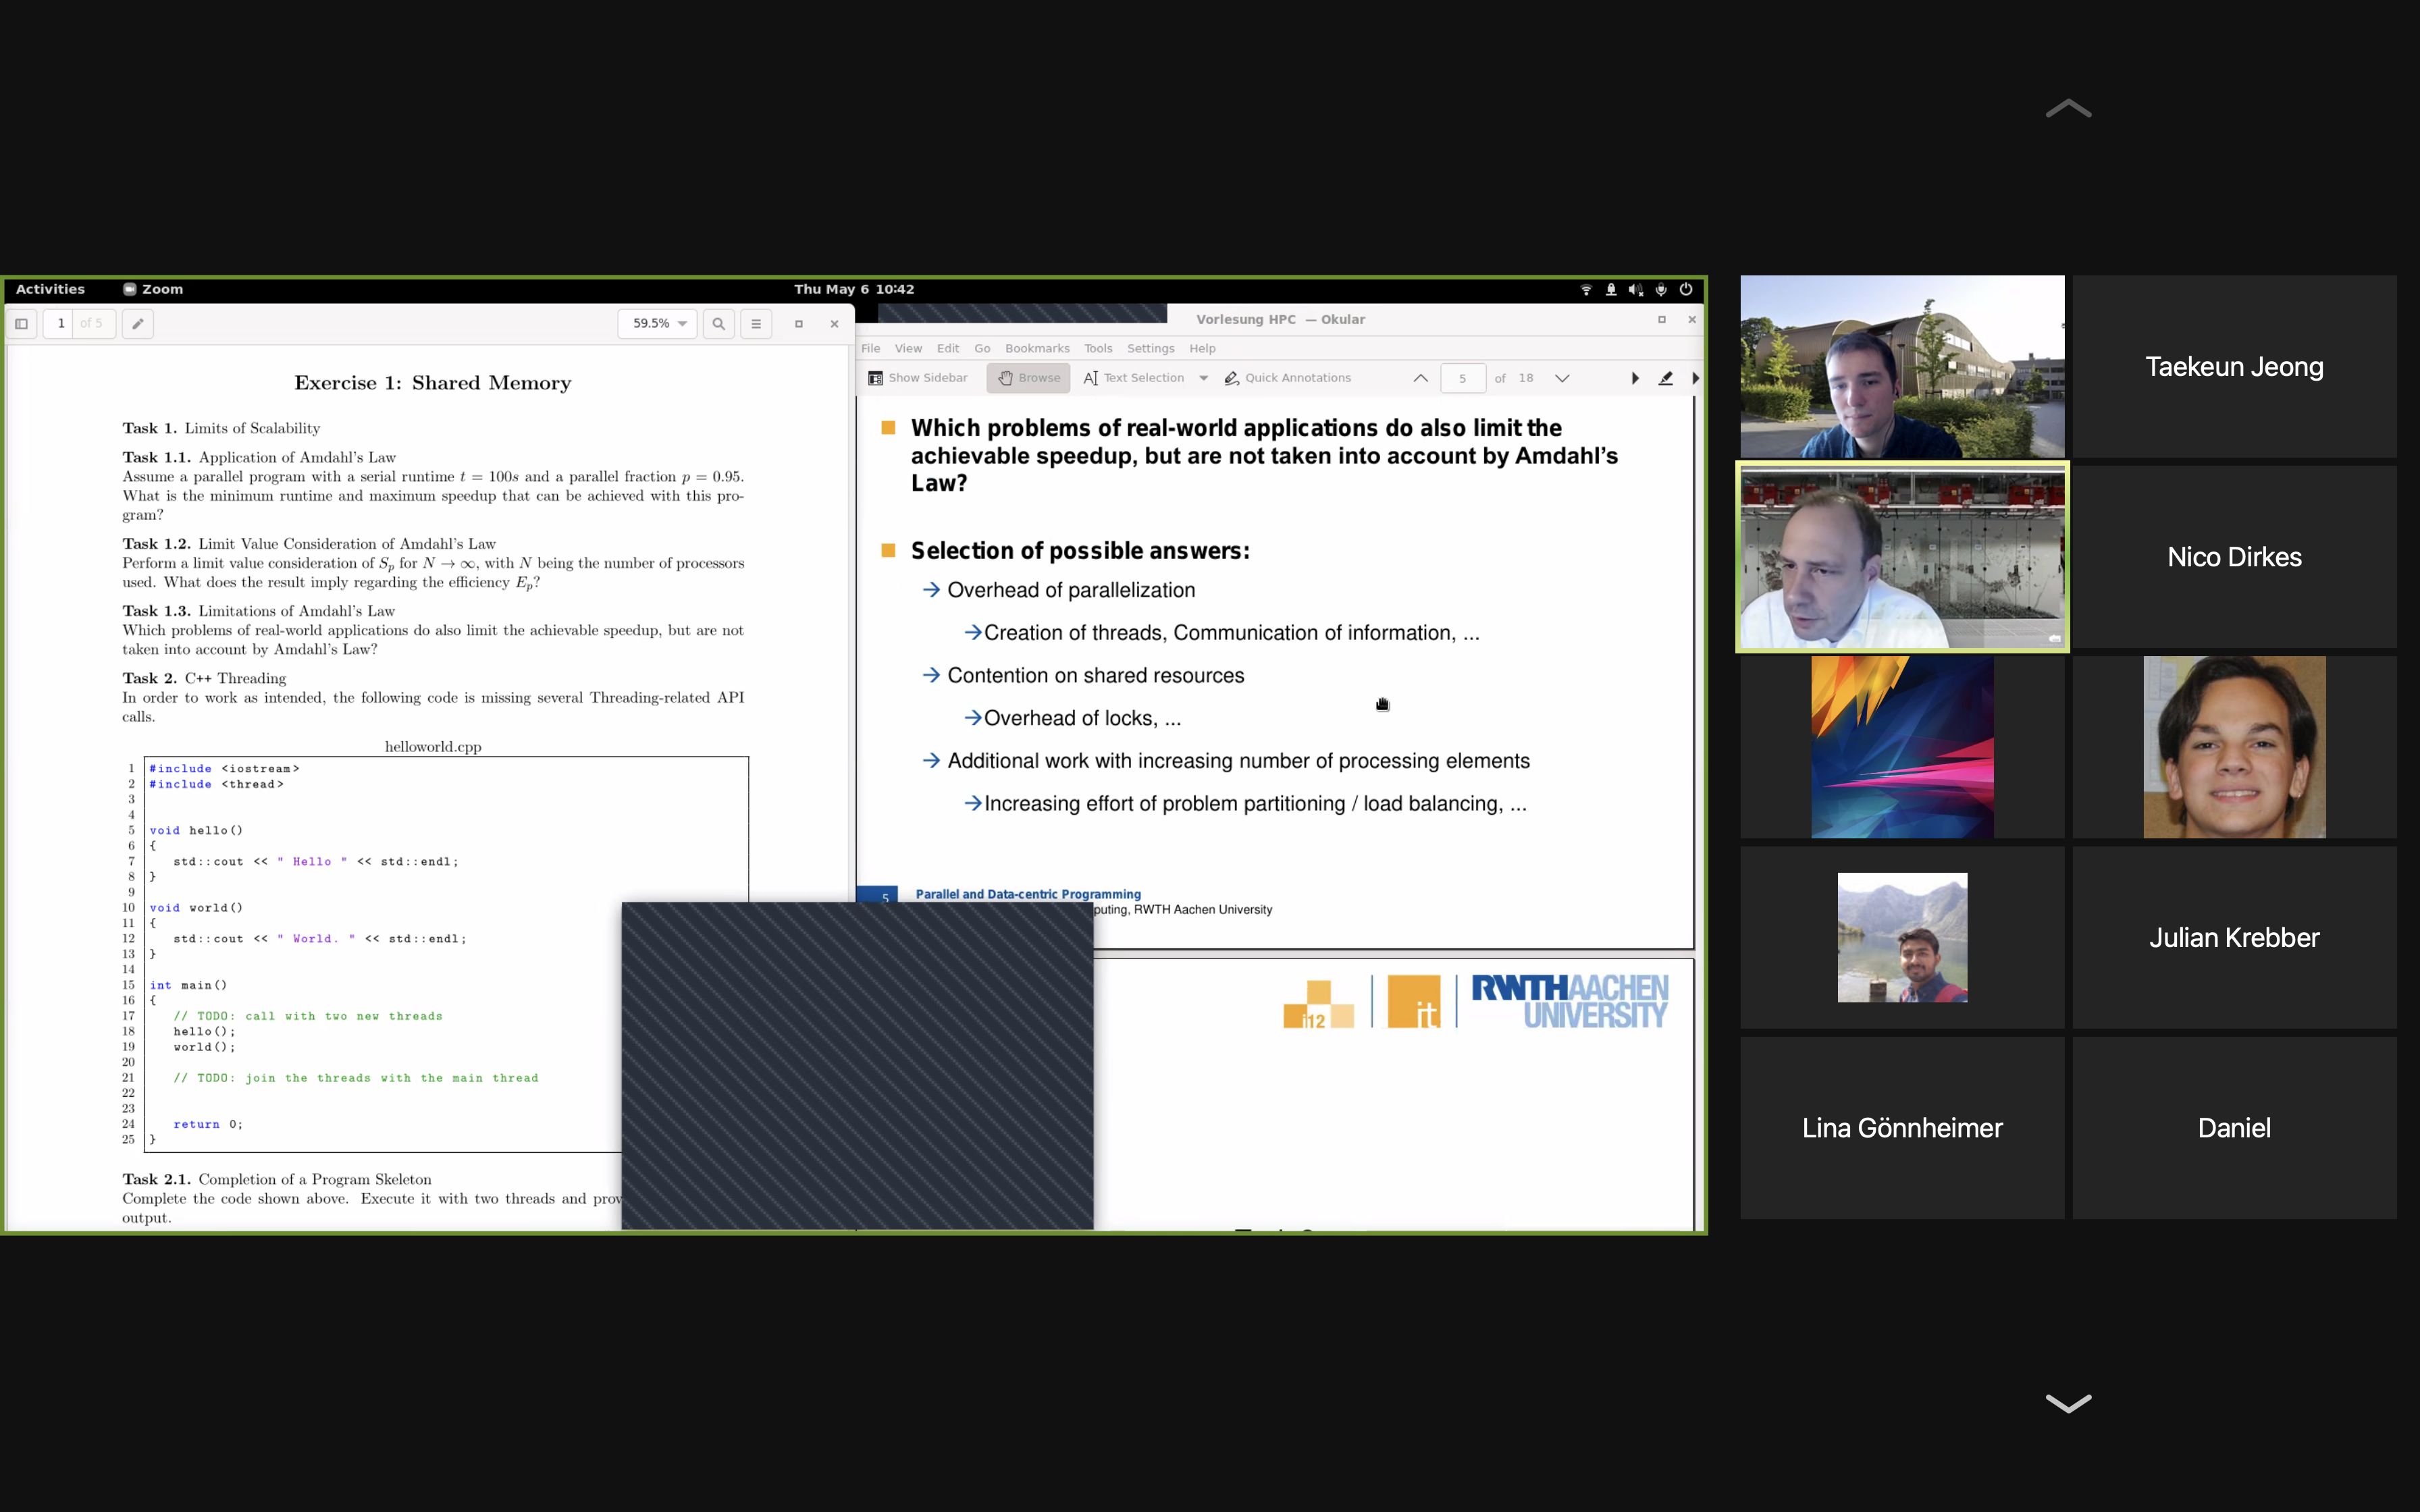 Activities Zoom Thu May 6 10:42
1 of 5 59.5%
Exercise 1: Shared Memory
Task 1. Limits of Scalability
Task 1.1. Application of Amdahl's Law
Assume a parallel program with a serial runtime t = 100s and a parallel fraction p = 0.95.
What is the minimum runtime and maximum speedup that can be achieved with this pro-
gram?
Task 1.2. Limit Value Consideration of Amdahl's Law
Perform a limit value consideration of Sp for N → ∞, with N being the number of processors
used. What does the result imply regarding the efficiency Ep?
Task 1.3. Limitations of Amdahl's Law
Which problems of real-world applications do also limit the achievable speedup, but are not
taken into account by Amdahl's Law?
Task 2. C++ Threading
In order to work as intended, the following code is missing several Threading-related API
calls.
helloworld.cpp
1 #include <iostream>
2 #include <thread>
3
4
5 void hello()
6 {
7 std::cout << " Hello " << std::endl;
8 }
9
10 void world()
11 {
12 std::cout << " World. " << std::endl;
13 }
14
15 int main()
16 {
17 // TODO: call with two new threads
18 hello();
19 world();
20
21 // TODO: join the threads with the main thread
22
23
24 return 0;
25 }
Task 2.1. Completion of a Program Skeleton
Complete the code shown above. Execute it with two threads and prov
output.
Vorlesung HPC — Okular
File View Edit Go Bookmarks Tools Settings Help
Show Sidebar Browse Text Selection Quick Annotations 5 of 18
Which problems of real-world applications do also limit the
achievable speedup, but are not taken into account by Amdahl's
Law?
Selection of possible answers:
→ Overhead of parallelization
→ Creation of threads, Communication of information, ...
→ Contention on shared resources
→ Overhead of locks, ...
→ Additional work with increasing number of processing elements
→ Increasing effort of problem partitioning / load balancing, ...
5 Parallel and Data-centric Programming
puting, RWTH Aachen University
i12 it RWTHAACHEN
UNIVERSITY
Taekeun Jeong
Nico Dirkes
Julian Krebber
Lina Gönnheimer
Daniel